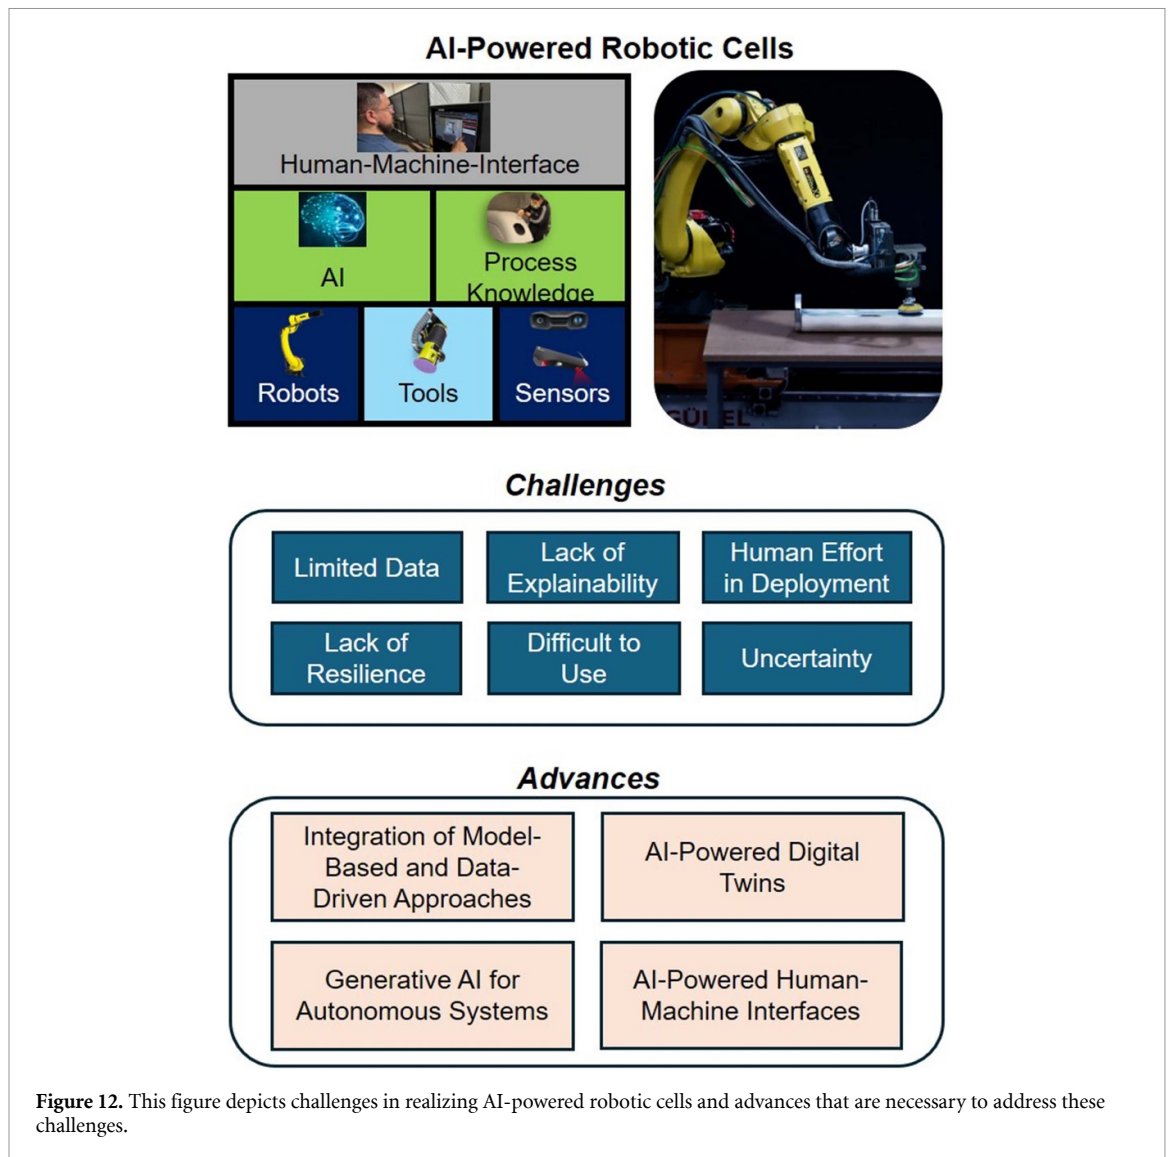 AI-Powered Robotic Cells
Human-Machine-Interface
AI
Process
Knowledge
Robots
Tools
Sensors
GÜDEL
Challenges
Limited Data
Lack of
Explainability
Human Effort
in Deployment
Lack of
Resilience
Difficult to
Use
Uncertainty
Advances
Integration of Model-
Based and Data-
Driven Approaches
AI-Powered Digital
Twins
Generative AI for
Autonomous Systems
AI-Powered Human-
Machine Interfaces
Figure 12. This figure depicts challenges in realizing AI-powered robotic cells and advances that are necessary to address these
challenges.